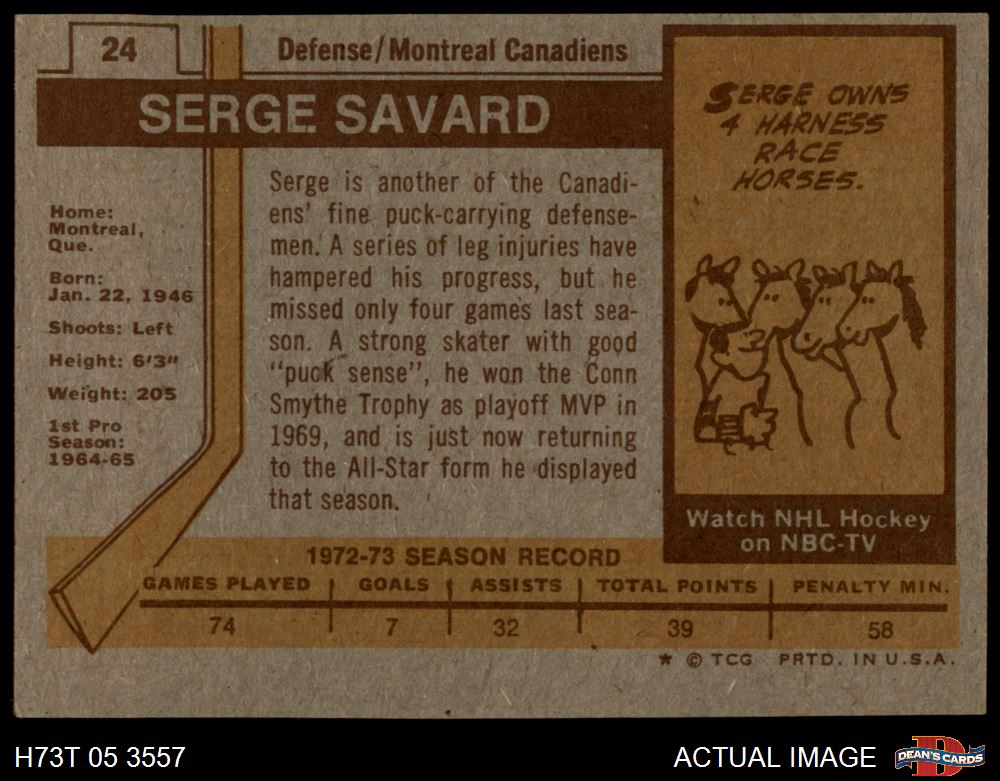 24
Defense/Montreal Canadiens
SERGE SAVARD
Home:
Montreal,
Que.
Born:
Jan. 22, 1946
Shoots: Left
Height: 6'3"
Weight: 205
1st Pro
Season:
1964-65
Serge is another of the Canadi-
ens' fine puck-carrying defense-
men. A series of leg injuries have
hampered his progress, but he
missed only four games last sea-
son. A strong skater with good
"puck sense", he won the Conn
Smythe Trophy as playoff MVP in
1969, and is just now returning
to the All-Star form he displayed
that season.
SERGE OWNS
4 HARNESS
RACE
HORSES.
Watch NHL Hockey
on NBC-TV
1972-73 SEASON RECORD
GAMES PLAYED GOALS ASSISTS TOTAL POINTS PENALTY MIN.
74 7 32 39 58
* © TCG PRTD. IN U.S.A.
H73T 05 3557
ACTUAL IMAGE
DEAN'S CARDS